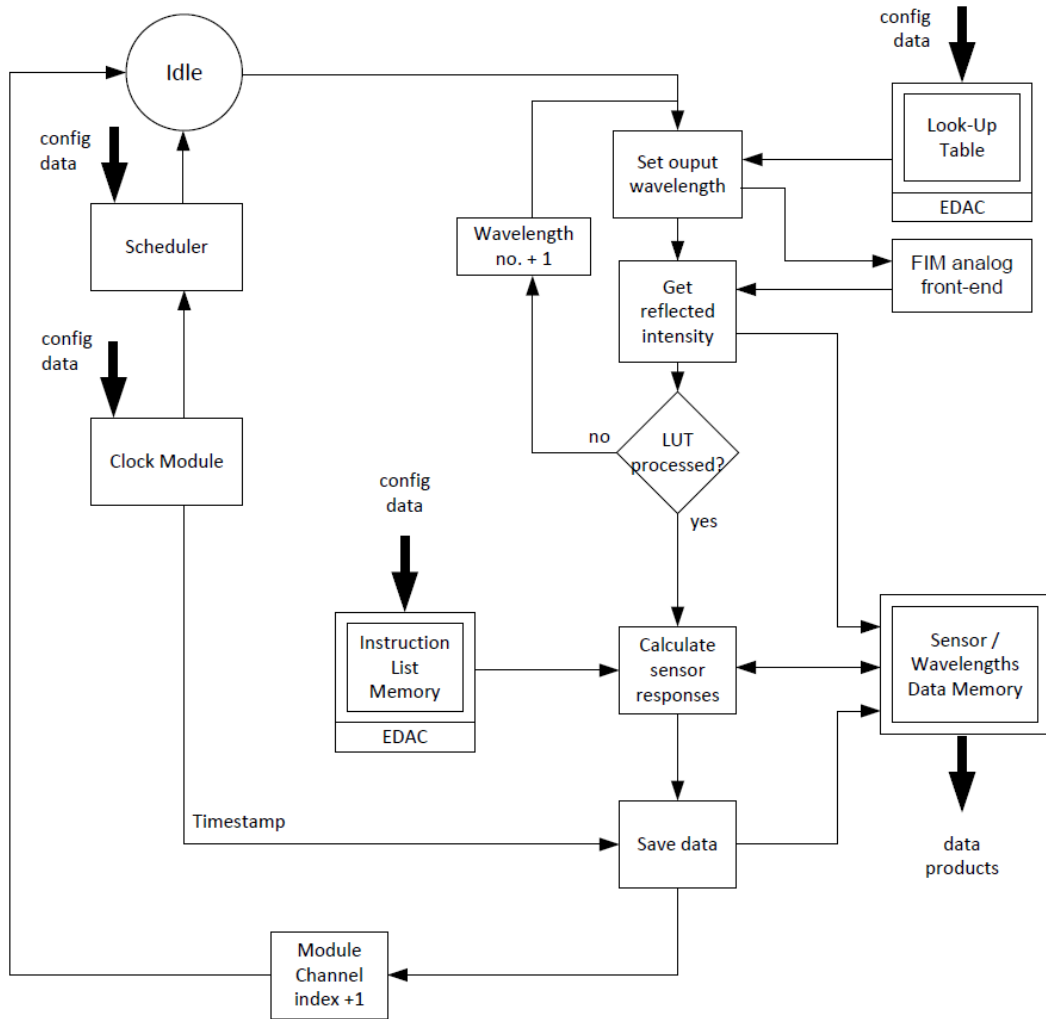 config
data
Idle
Look-Up
Table
EDAC
config
data
Set ouput
wavelength
Scheduler
Wavelength
no. + 1
FIM analog
front-end
Get
reflected
intensity
config
data
Clock Module
no
LUT
processed?
yes
config
data
Instruction
List
Memory
EDAC
Calculate
sensor
responses
Sensor /
Wavelengths
Data Memory
Timestamp
Save data
data
products
Module
Channel
index +1